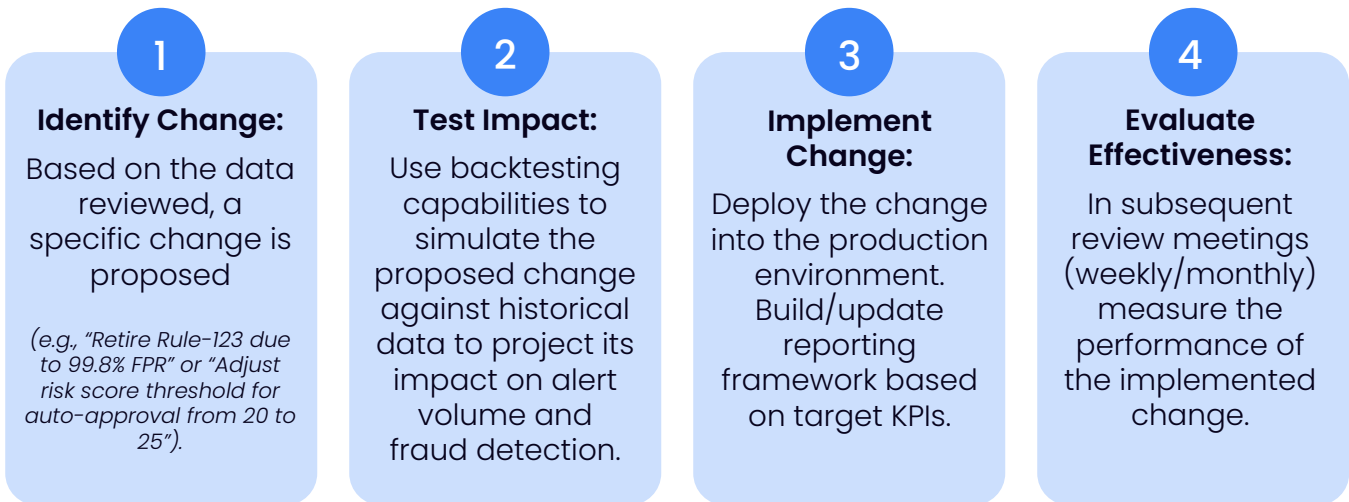 1
Identify Change:
Based on the data
reviewed, a
specific change is
proposed
(e.g., “Retire Rule-123 due
to 99.8% FPR” or “Adjust
risk score threshold for
auto-approval from 20 to
25”).
2
Test Impact:
Use backtesting
capabilities to
simulate the
proposed change
against historical
data to project its
impact on alert
volume and
fraud detection.
3
Implement
Change:
Deploy the change
into the production
environment.
Build/update
reporting
framework based
on target KPIs.
4
Evaluate
Effectiveness:
In subsequent
review meetings
(weekly/monthly)
measure the
performance of
the implemented
change.